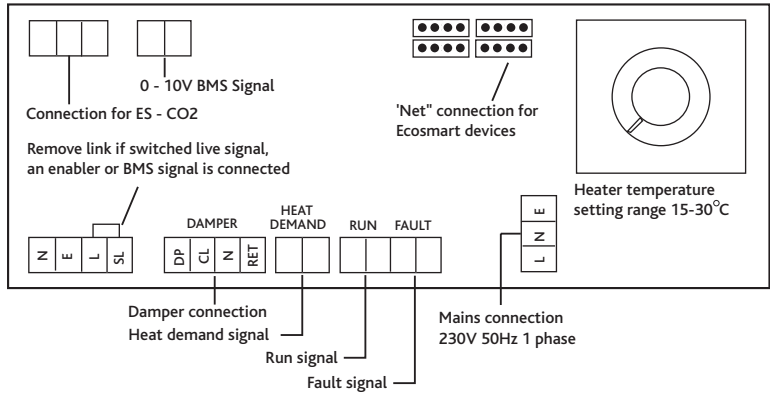 0 - 10V BMS Signal
Connection for ES - CO2
'Net" connection for
Ecosmart devices
Remove link if switched live signal,
an enabler or BMS signal is connected
Heater temperature
setting range 15-30°C
DAMPER
HEAT
DEMAND
RUN
FAULT
N E L SL
DP CL N RET
L N E
Damper connection
Heat demand signal
Run signal
Fault signal
Mains connection
230V 50Hz 1 phase